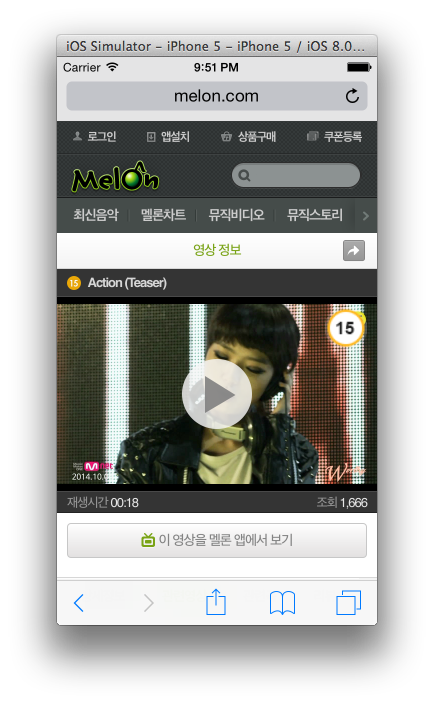 iOS Simulator – iPhone 5 – iPhone 5 / iOS 8.0...
Carrier 9:51 PM
melon.com
로그인 앱설치 상품구매 쿠폰등록
Melon
최신음악 멜론차트 뮤직비디오 뮤직스토리
영상 정보
15 Action (Teaser)
15
Mnet
2014.10.0
재생시간 00:18 조회 1,666
이 영상을 멜론 앱에서 보기